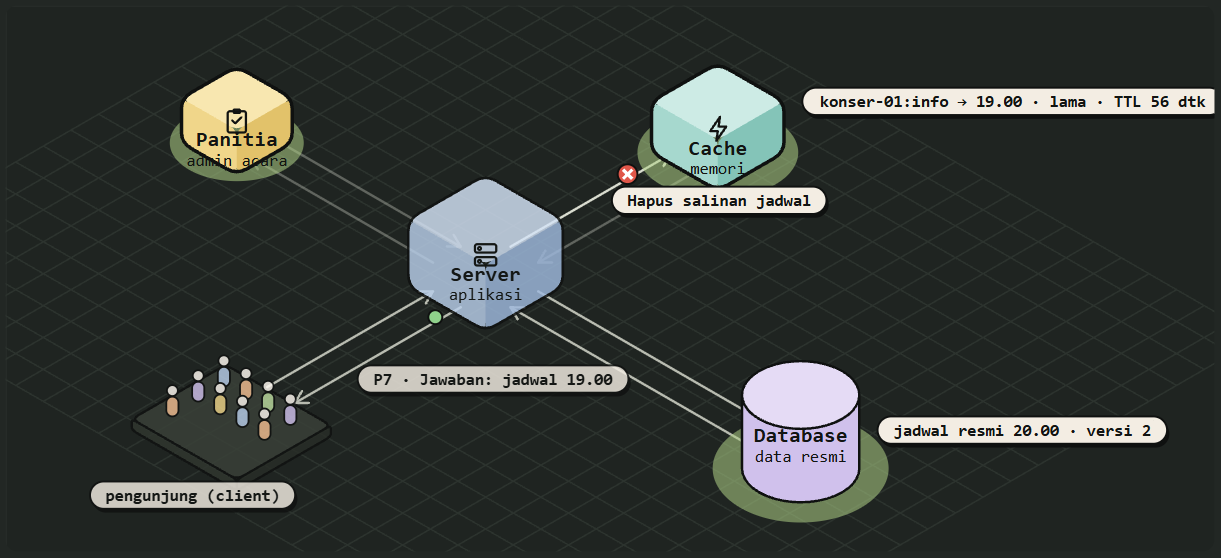 Panitia
admin acara
konser-01:info → 19.00 · lama · TTL 56 dtk
Cache
memori
Hapus salinan jadwal
Server
aplikasi
P7 · Jawaban: jadwal 19.00
Database
data resmi
jadwal resmi 20.00 · versi 2
pengunjung (client)